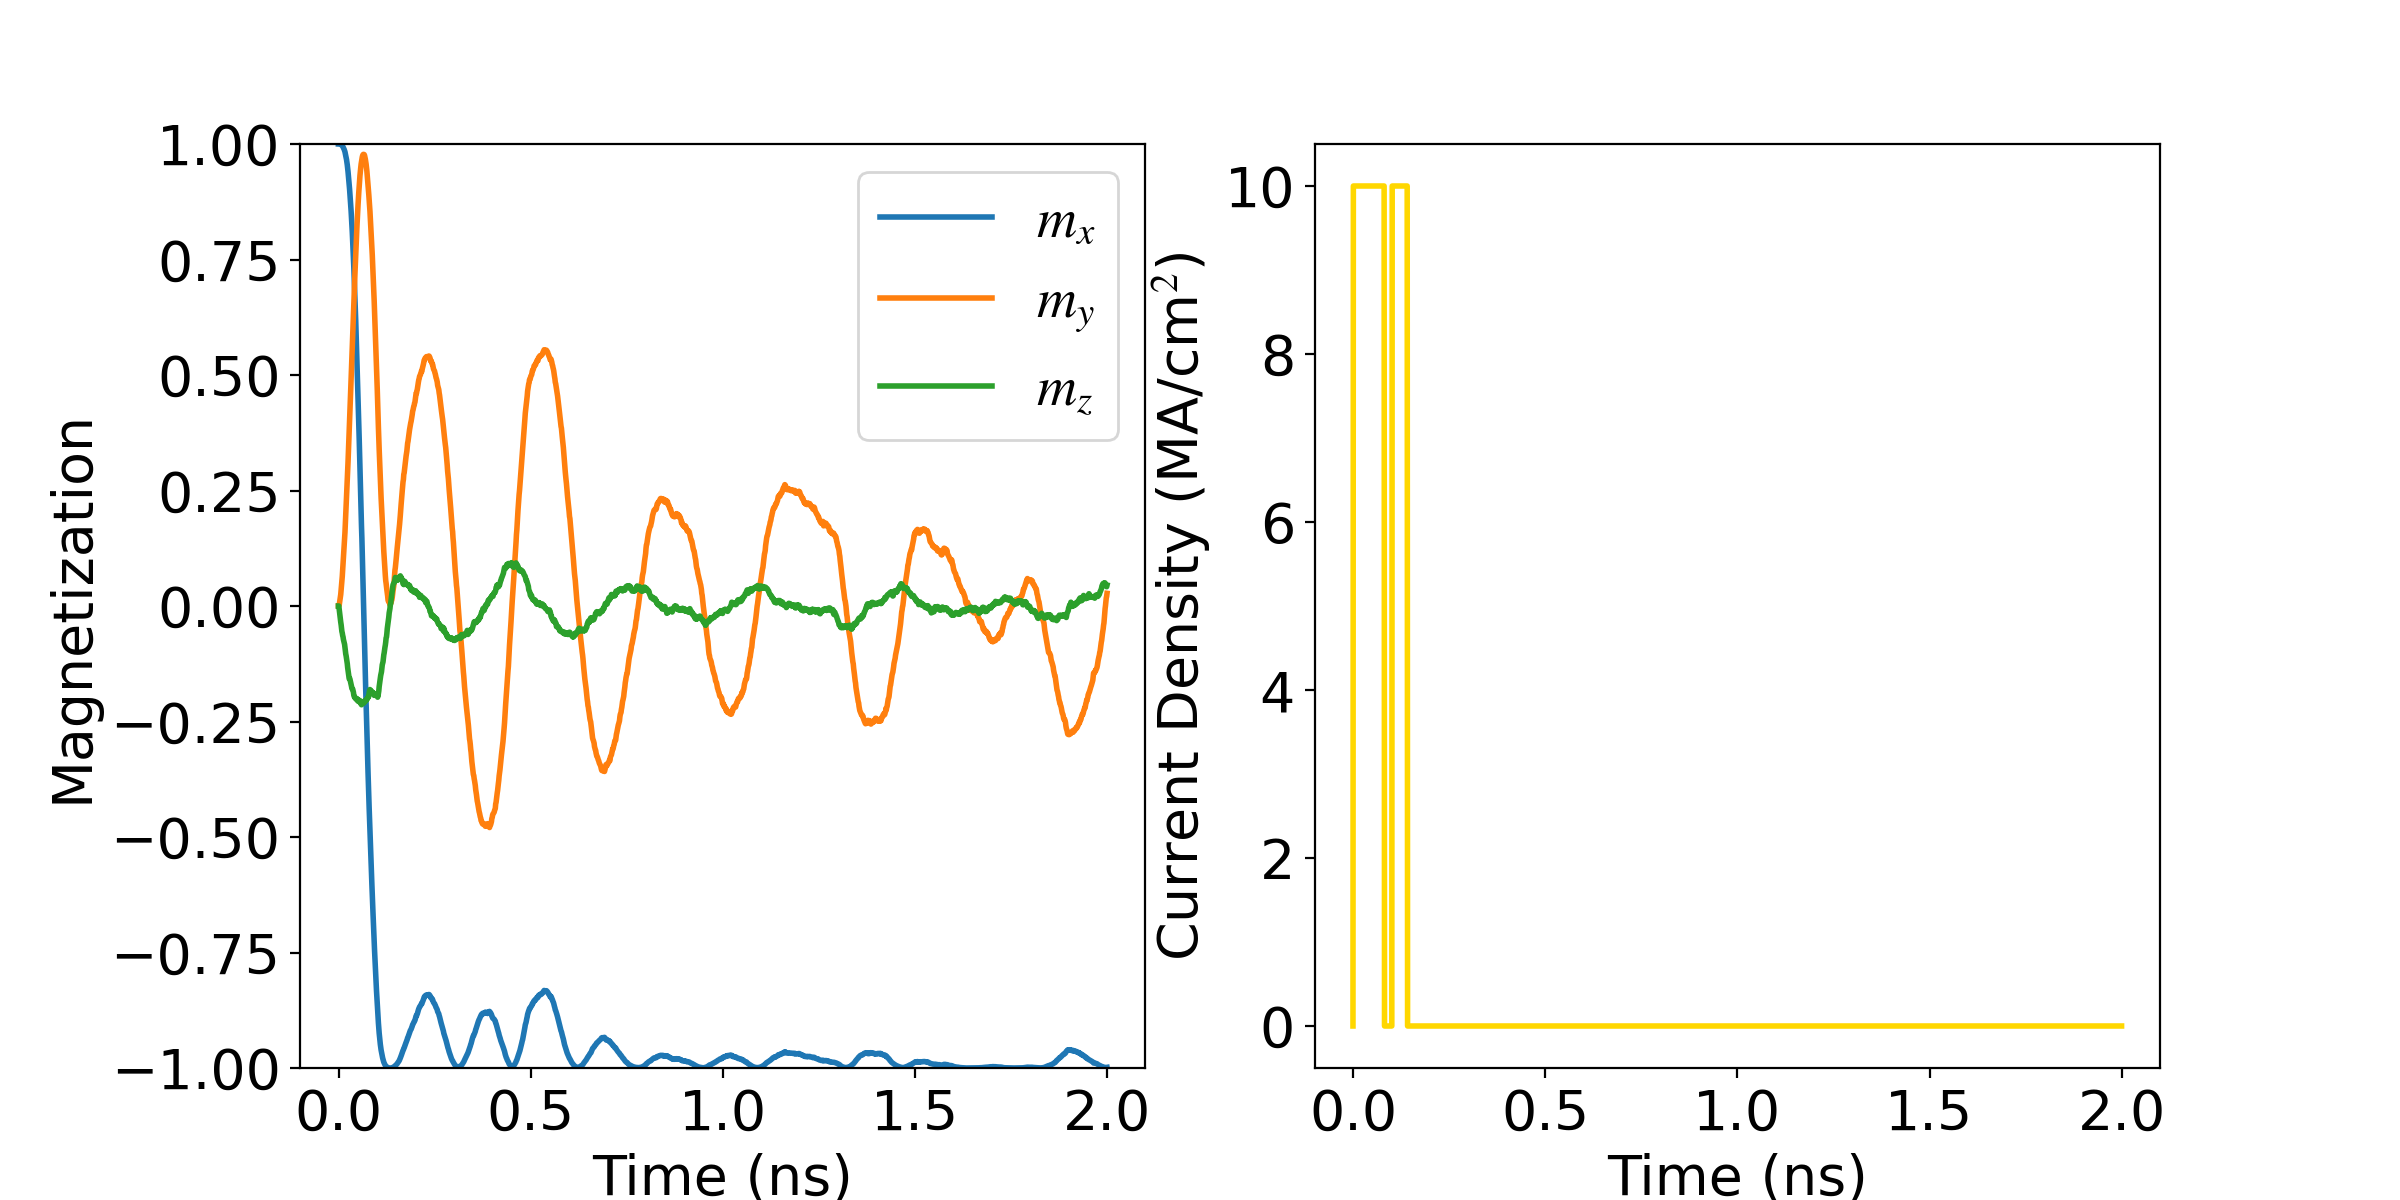 1.00
0.75
0.50
0.25
0.00
−0.25
−0.50
−0.75
−1.00
Magnetization
0.0 0.5 1.0 1.5 2.0
Time (ns)
m_x
m_y
m_z
10
8
6
4
2
0
Current Density (MA/cm²)
0.0 0.5 1.0 1.5 2.0
Time (ns)